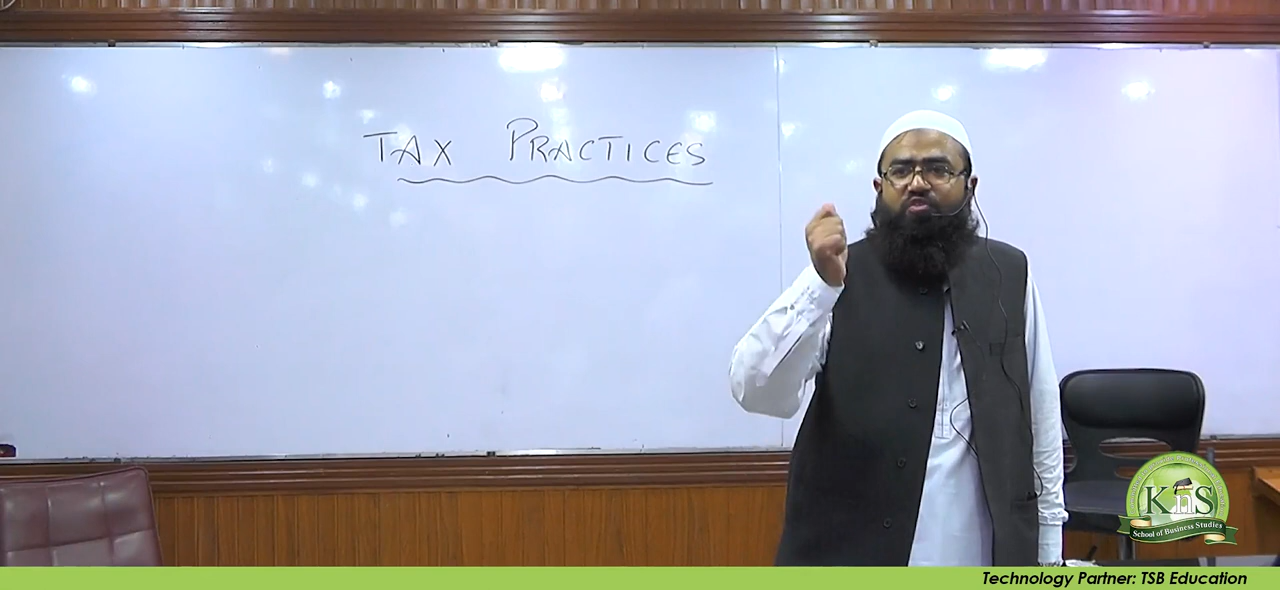 TAX PRACTICES
KnS
School of Business Studies
Technology Partner: TSB Education